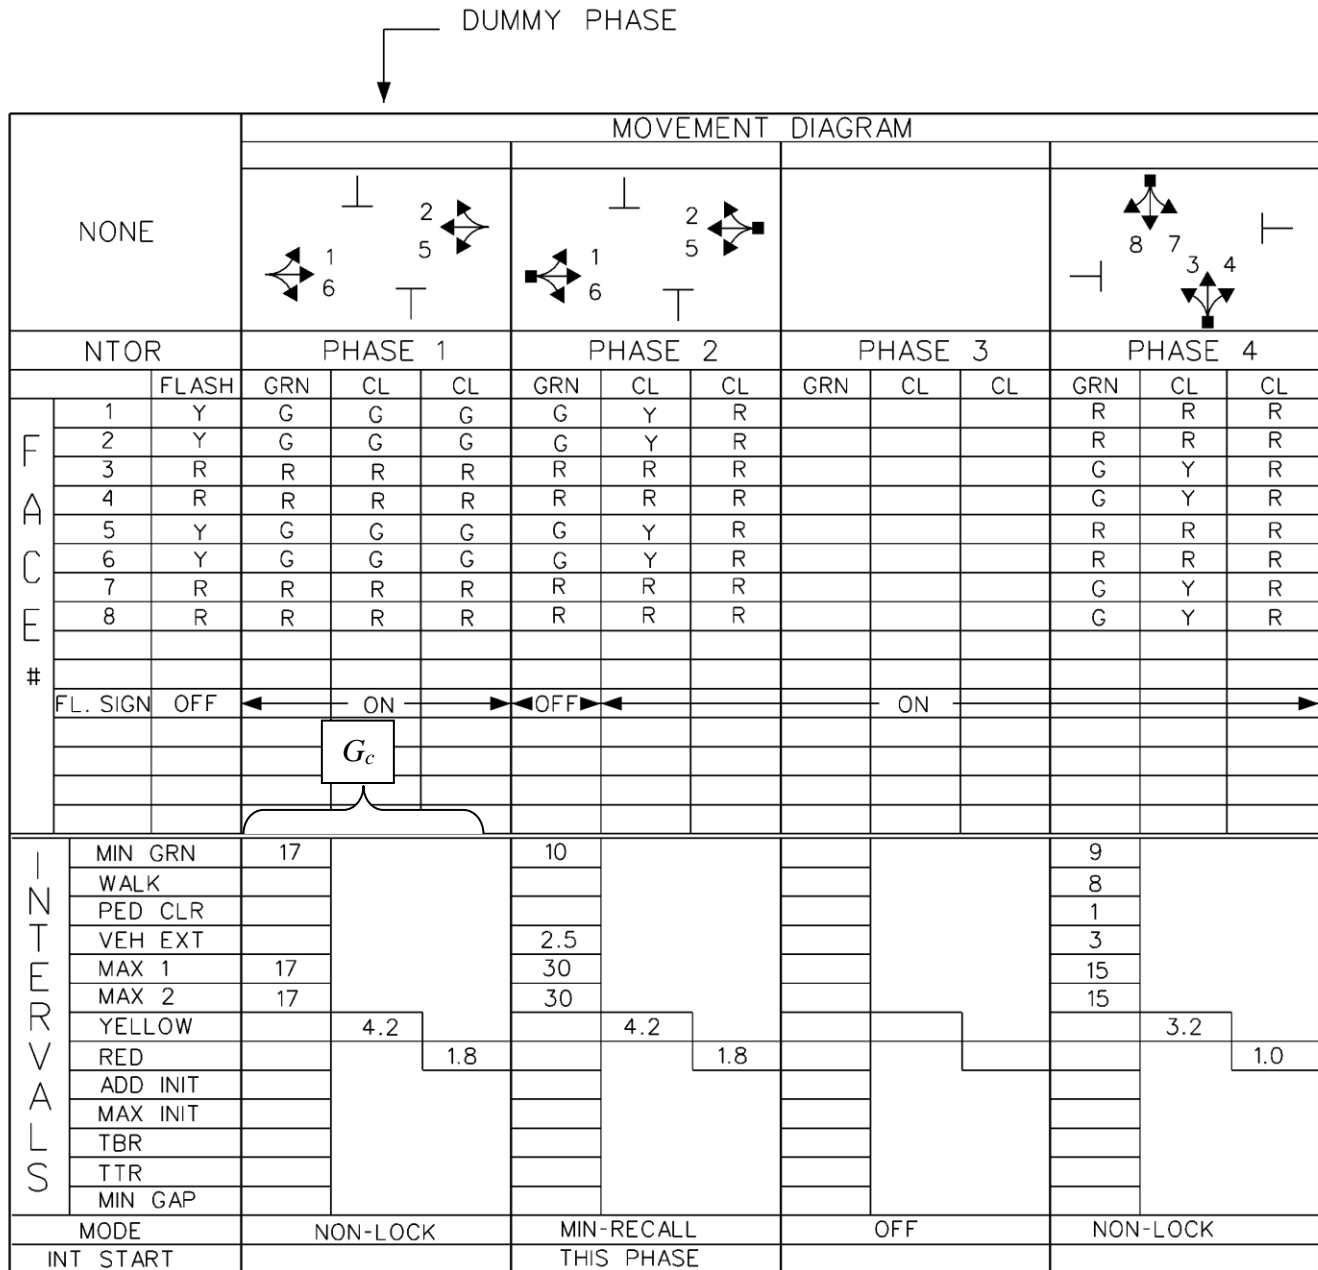 DUMMY PHASE
MOVEMENT DIAGRAM
NONE
2
5
1
6
2
5
1
6
8 7
3 4
NTOR PHASE 1 PHASE 2 PHASE 3 PHASE 4
FLASH GRN CL CL GRN CL CL GRN CL CL GRN CL CL
FACE #
1 Y G G G G Y R R R R
2 Y G G G G Y R R R R
3 R R R R R R R G Y R
4 R R R R R R R G Y R
5 Y G G G G Y R R R R
6 Y G G G G Y R R R R
7 R R R R R R R G Y R
8 R R R R R R R G Y R
FL. SIGN OFF ON OFF ON
Gc
INTERVALS
MIN GRN 17 10 9
WALK 8
PED CLR 1
VEH EXT 2.5 3
MAX 1 17 30 15
MAX 2 17 30 15
YELLOW 4.2 4.2 3.2
RED 1.8 1.8 1.0
ADD INIT
MAX INIT
TBR
TTR
MIN GAP
MODE NON-LOCK MIN-RECALL OFF NON-LOCK
INT START THIS PHASE